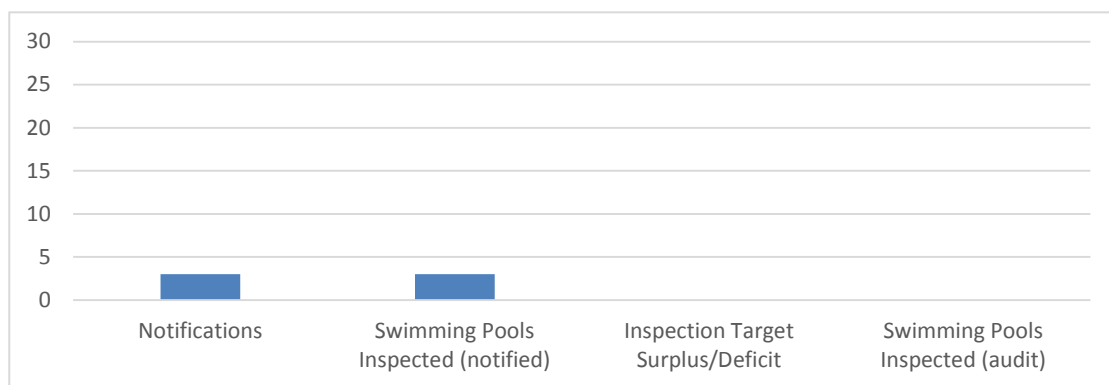 30
25
20
15
10
5
0
Notifications
Swimming Pools
Inspected (notified)
Inspection Target
Surplus/Deficit
Swimming Pools
Inspected (audit)